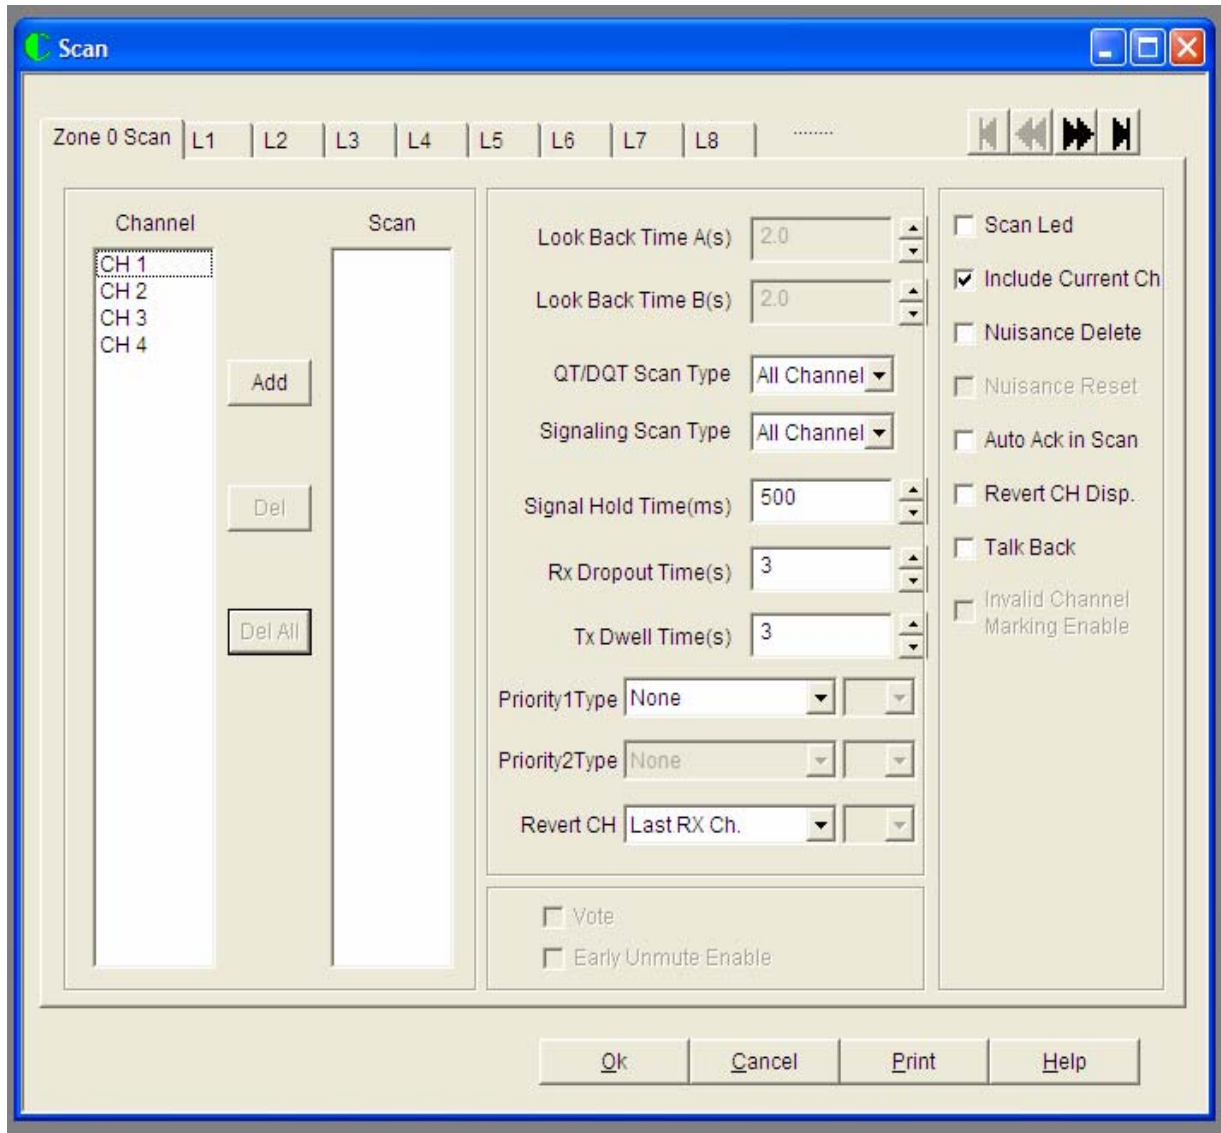 Scan
Zone 0 Scan L1 L2 L3 L4 L5 L6 L7 L8 ........
Channel
CH 1
CH 2
CH 3
CH 4
Add
Del
Del All
Scan
Look Back Time A(s) 2.0
Look Back Time B(s) 2.0
QT/DQT Scan Type All Channel
Signaling Scan Type All Channel
Signal Hold Time(ms) 500
Rx Dropout Time(s) 3
Tx Dwell Time(s) 3
Priority1Type None
Priority2Type None
Revert CH Last RX Ch.
Vote
Early Unmute Enable
Scan Led
Include Current Ch
Nuisance Delete
Nuisance Reset
Auto Ack in Scan
Revert CH Disp.
Talk Back
Invalid Channel
Marking Enable
Ok Cancel Print Help